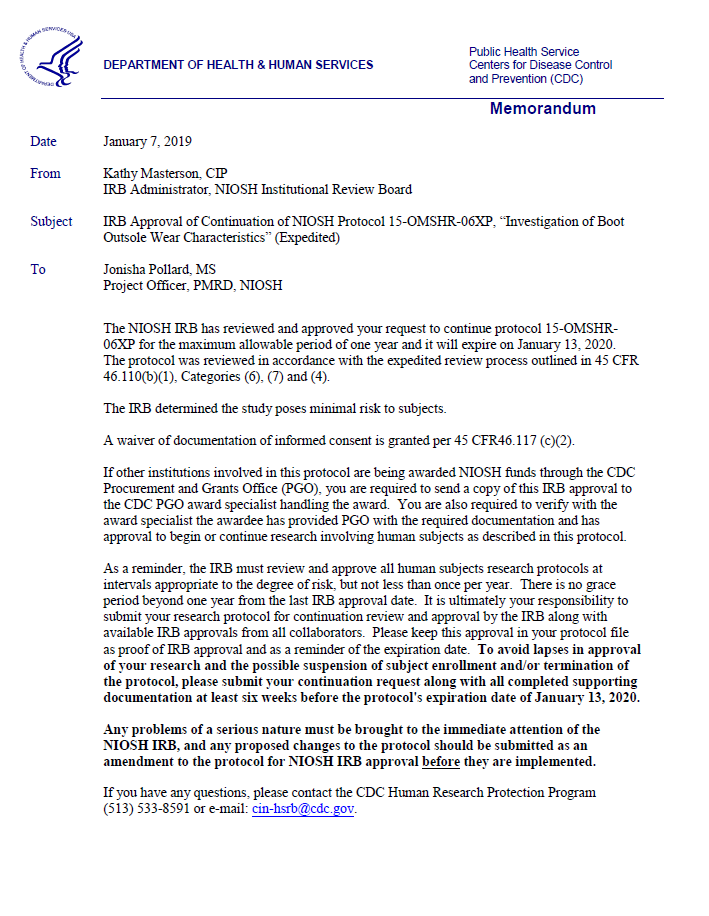 DEPARTMENT OF HEALTH & HUMAN SERVICES USA
DEPARTMENT OF HEALTH & HUMAN SERVICES
Public Health Service
Centers for Disease Control
and Prevention (CDC)
Memorandum
Date January 7, 2019
From Kathy Masterson, CIP
IRB Administrator, NIOSH Institutional Review Board
Subject IRB Approval of Continuation of NIOSH Protocol 15-OMSHR-06XP, “Investigation of Boot
Outsole Wear Characteristics” (Expedited)
To Jonisha Pollard, MS
Project Officer, PMRD, NIOSH
The NIOSH IRB has reviewed and approved your request to continue protocol 15-OMSHR-
06XP for the maximum allowable period of one year and it will expire on January 13, 2020.
The protocol was reviewed in accordance with the expedited review process outlined in 45 CFR
46.110(b)(1), Categories (6), (7) and (4).
The IRB determined the study poses minimal risk to subjects.
A waiver of documentation of informed consent is granted per 45 CFR46.117 (c)(2).
If other institutions involved in this protocol are being awarded NIOSH funds through the CDC
Procurement and Grants Office (PGO), you are required to send a copy of this IRB approval to
the CDC PGO award specialist handling the award. You are also required to verify with the
award specialist the awardee has provided PGO with the required documentation and has
approval to begin or continue research involving human subjects as described in this protocol.
As a reminder, the IRB must review and approve all human subjects research protocols at
intervals appropriate to the degree of risk, but not less than once per year. There is no grace
period beyond one year from the last IRB approval date. It is ultimately your responsibility to
submit your research protocol for continuation review and approval by the IRB along with
available IRB approvals from all collaborators. Please keep this approval in your protocol file
as proof of IRB approval and as a reminder of the expiration date. To avoid lapses in approval
of your research and the possible suspension of subject enrollment and/or termination of
the protocol, please submit your continuation request along with all completed supporting
documentation at least six weeks before the protocol's expiration date of January 13, 2020.
Any problems of a serious nature must be brought to the immediate attention of the
NIOSH IRB, and any proposed changes to the protocol should be submitted as an
amendment to the protocol for NIOSH IRB approval before they are implemented.
If you have any questions, please contact the CDC Human Research Protection Program
(513) 533-8591 or e-mail: cin-hsrb@cdc.gov.